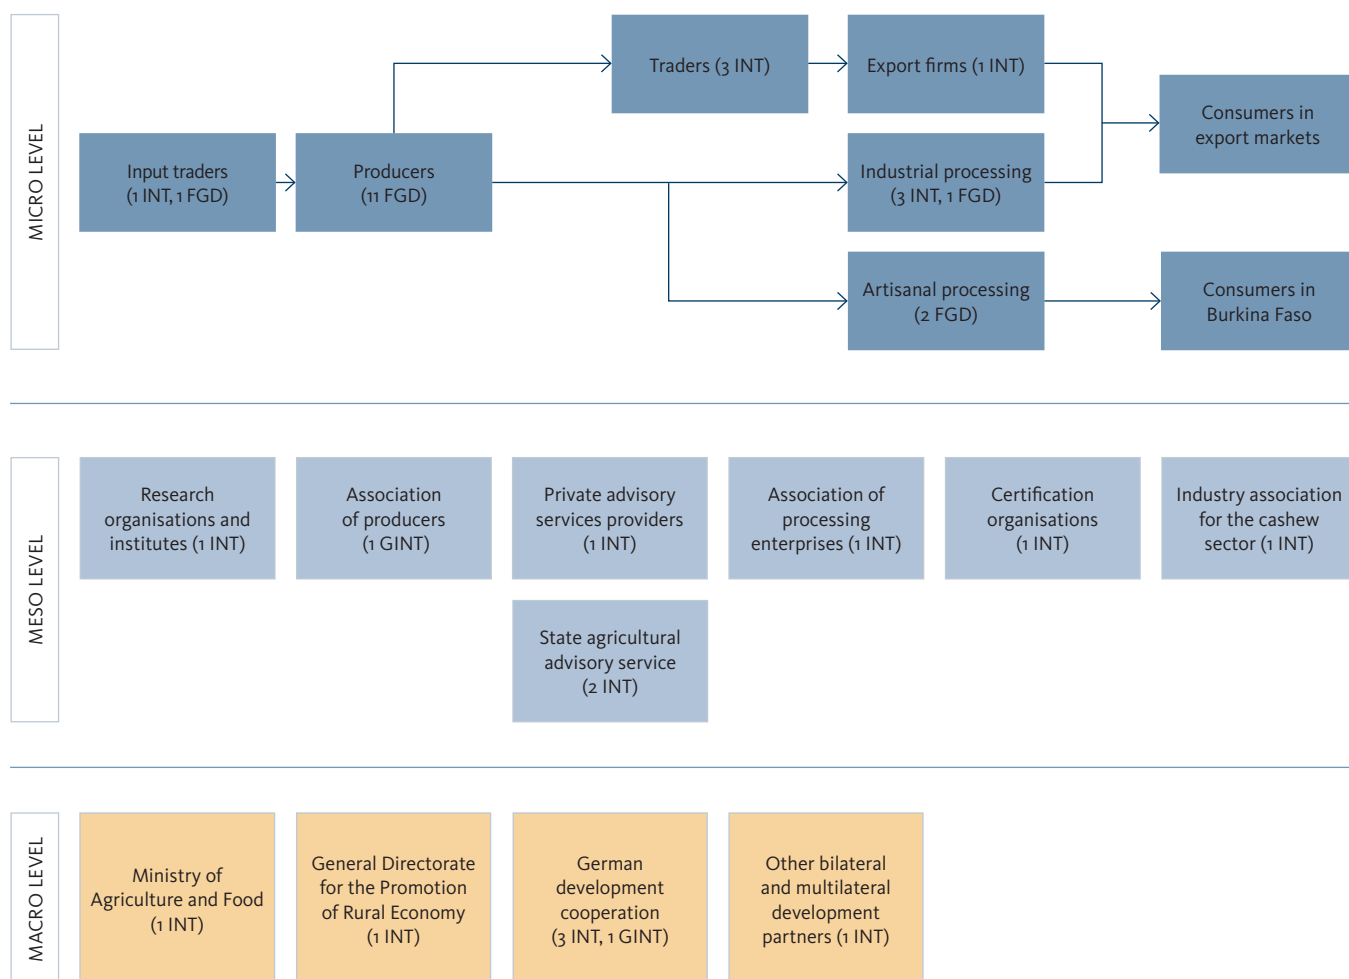 MICRO LEVEL
Traders (3 INT)
Export firms (1 INT)
Consumers in
export markets
Input traders
(1 INT, 1 FGD)
Producers
(11 FGD)
Industrial processing
(3 INT, 1 FGD)
Artisanal processing
(2 FGD)
Consumers in
Burkina Faso
MESO LEVEL
Research
organisations and
institutes (1 INT)
Association
of producers
(1 GINT)
Private advisory
services providers
(1 INT)
Association of
processing
enterprises (1 INT)
Certification
organisations
(1 INT)
Industry association
for the cashew
sector (1 INT)
State agricultural
advisory service
(2 INT)
MACRO LEVEL
Ministry of
Agriculture and Food
(1 INT)
General Directorate
for the Promotion
of Rural Economy
(1 INT)
German
development
cooperation
(3 INT, 1 GINT)
Other bilateral
and multilateral
development
partners (1 INT)